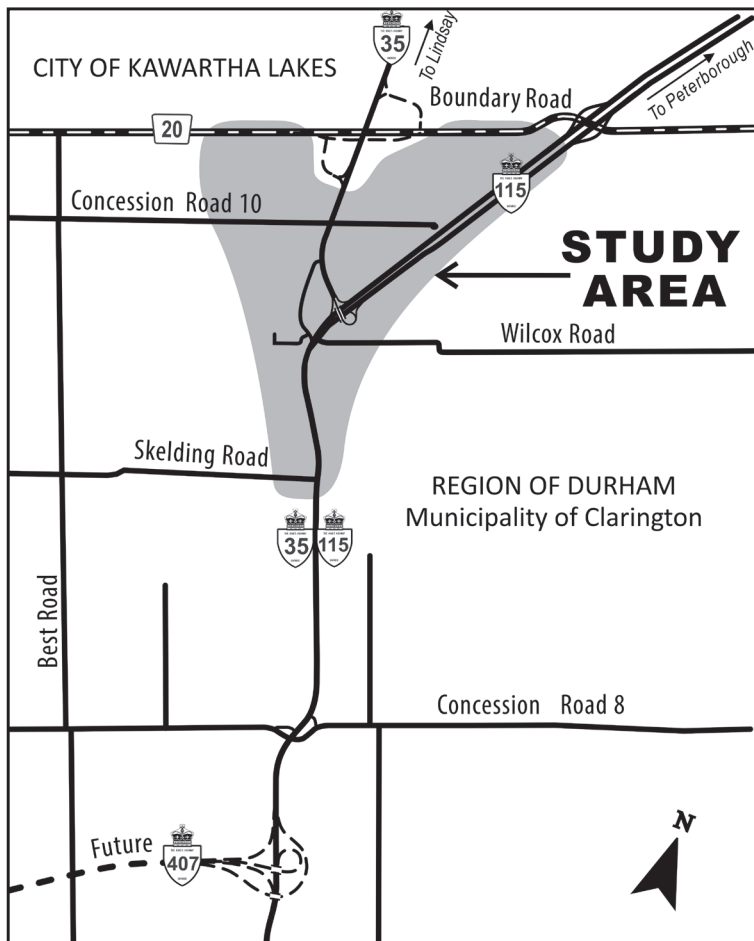 35
To Lindsay
CITY OF KAWARTHA LAKES
Boundary Road
To Peterborough
20
115
Concession Road 10
STUDY
AREA
Wilcox Road
Skelding Road
REGION OF DURHAM
Municipality of Clarington
35
115
Best Road
Concession Road 8
Future
407
N